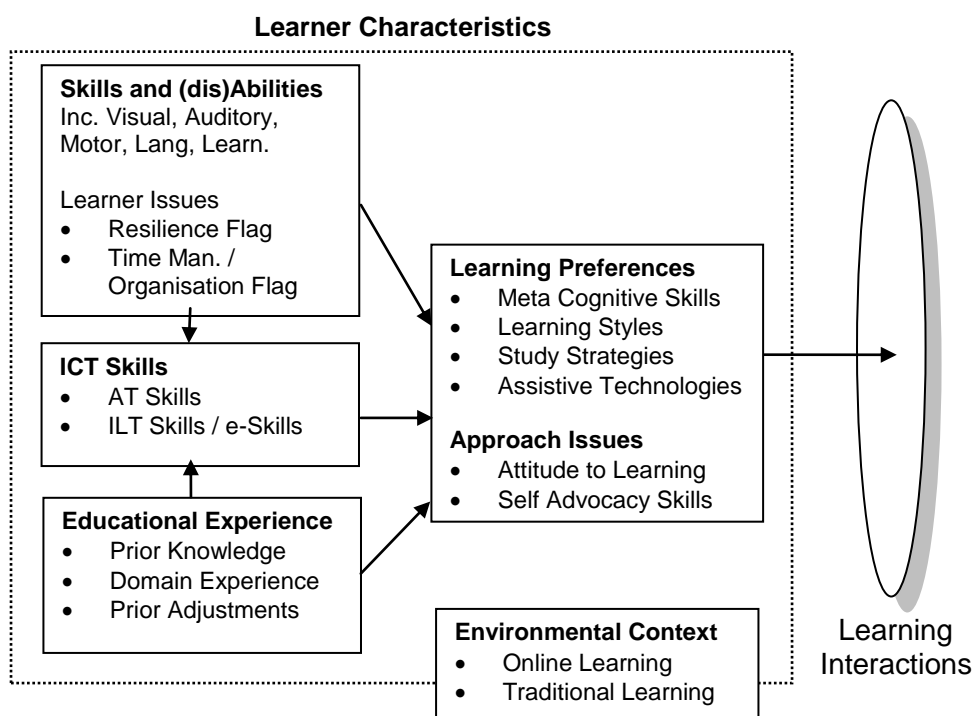 Learner Characteristics
Skills and (dis)Abilities
Inc. Visual, Auditory,
Motor, Lang, Learn.
Learner Issues
• Resilience Flag
• Time Man. /
Organisation Flag
ICT Skills
• AT Skills
• ILT Skills / e-Skills
Educational Experience
• Prior Knowledge
• Domain Experience
• Prior Adjustments
Learning Preferences
• Meta Cognitive Skills
• Learning Styles
• Study Strategies
• Assistive Technologies
Approach Issues
• Attitude to Learning
• Self Advocacy Skills
Environmental Context
• Online Learning
• Traditional Learning
Learning
Interactions